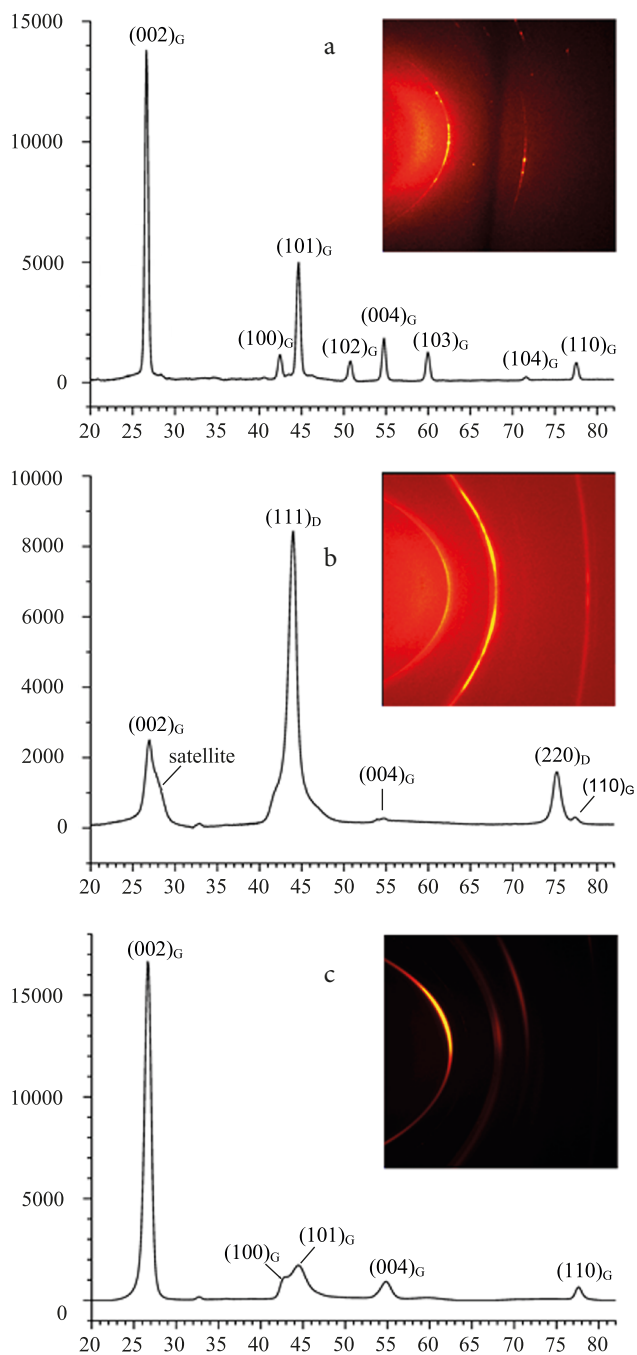 15000
(002)G
a
10000
(101)G
5000
(004)G
(100)G
(102)G
(103)G
(104)G
(110)G
0
20 25 30 35 40 45 50 55 60 65 70 75 80
10000
(111)D
8000
b
6000
4000
(002)G
satellite
2000
(004)G
(220)D
(110)G
0
20 25 30 35 40 45 50 55 60 65 70 75 80
(002)G
c
15000
10000
5000
(100)G
(101)G
(004)G
(110)G
0
20 25 30 35 40 45 50 55 60 65 70 75 80